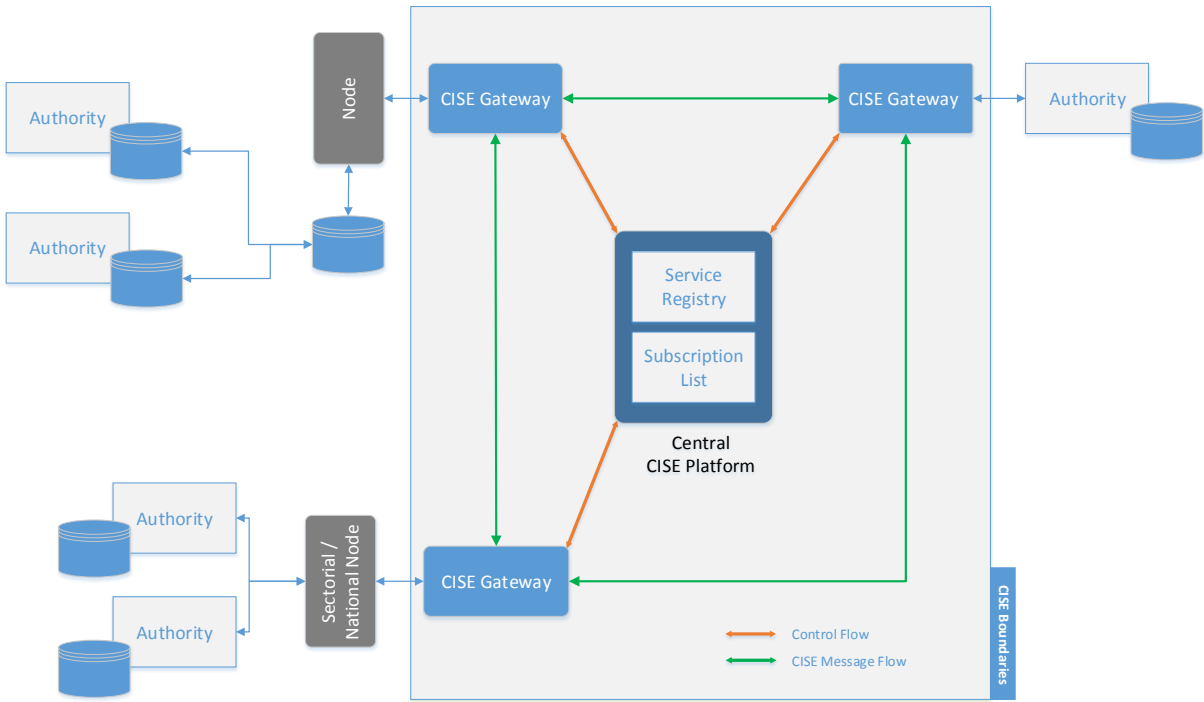 Node
CISE Gateway
CISE Gateway
Authority
Authority
Authority
Service
Registry
Subscription
List
Central
CISE Platform
Authority
Authority
Sectorial /
National Node
CISE Gateway
Control Flow
CISE Message Flow
CISE Boundaries